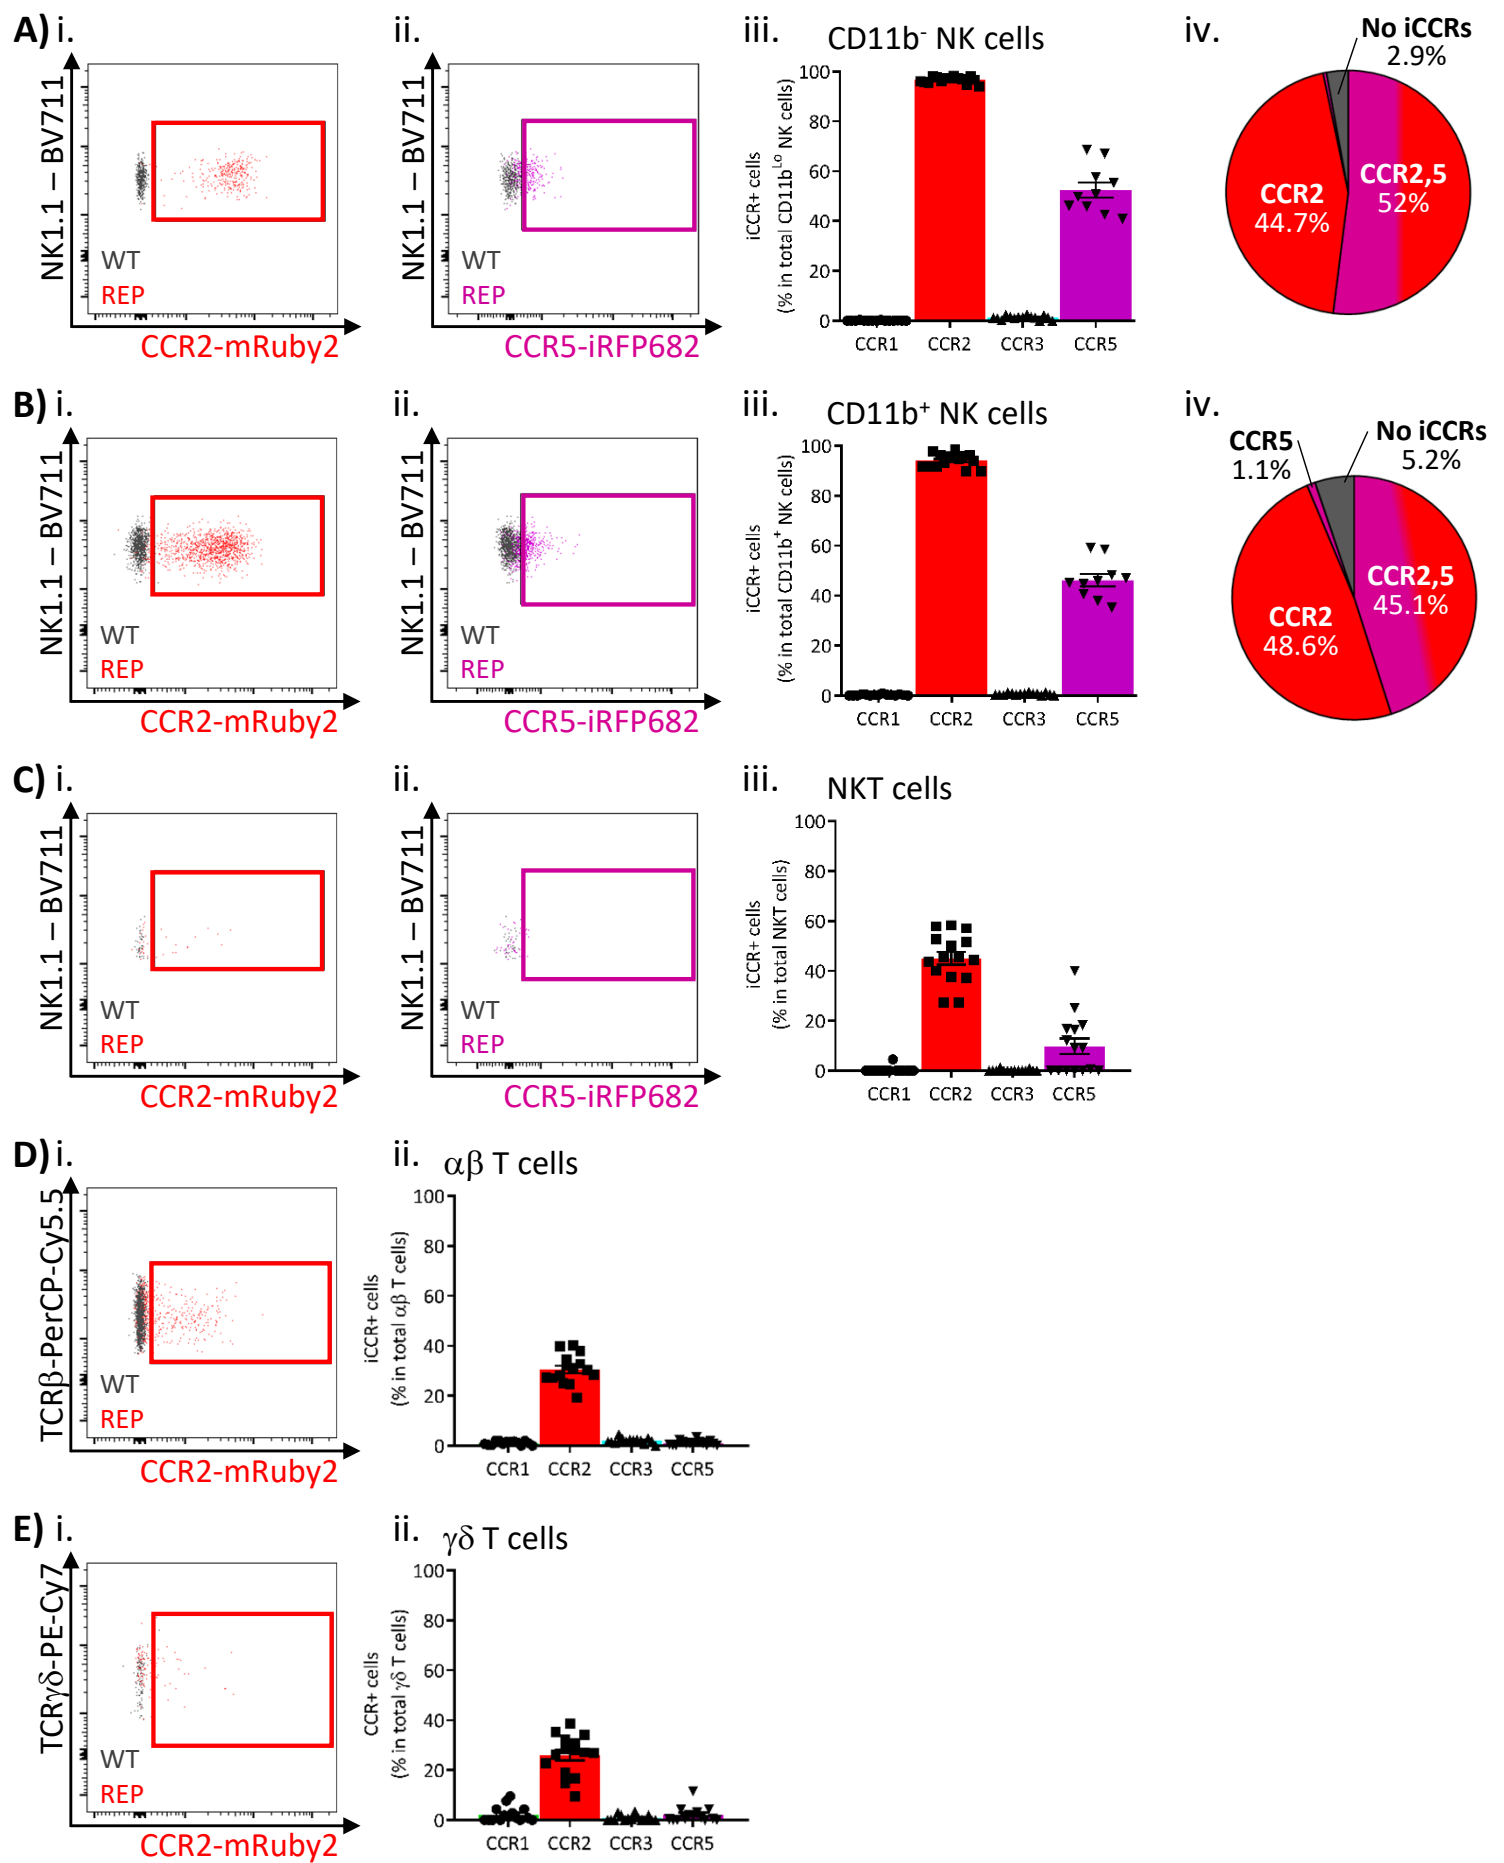 A) i.
NK1.1 – BV711
WT
REP
CCR2-mRuby2
ii.
NK1.1 – BV711
WT
REP
CCR5-iRFP682
iii.
CD11b- NK cells
iCCR+ cells
(% in total CD11bLo NK cells)
100
80
60
40
20
0
CCR1 CCR2 CCR3 CCR5
iv.
No iCCRs
2.9%
CCR2
44.7%
CCR2,5
52%
B) i.
NK1.1 – BV711
WT
REP
CCR2-mRuby2
ii.
NK1.1 – BV711
WT
REP
CCR5-iRFP682
iii.
CD11b+ NK cells
iCCR+ cells
(% in total CD11b+ NK cells)
100
80
60
40
20
0
CCR1 CCR2 CCR3 CCR5
iv.
CCR5
1.1%
No iCCRs
5.2%
CCR2
48.6%
CCR2,5
45.1%
C) i.
NK1.1 – BV711
WT
REP
CCR2-mRuby2
ii.
NK1.1 – BV711
WT
REP
CCR5-iRFP682
iii.
NKT cells
iCCR+ cells
(% in total NKT cells)
100
80
60
40
20
0
CCR1 CCR2 CCR3 CCR5
D) i.
TCRβ-PerCP-Cy5.5
WT
REP
CCR2-mRuby2
ii.
αβ T cells
iCCR+ cells
(% in total αβ T cells)
100
80
60
40
20
0
CCR1 CCR2 CCR3 CCR5
E) i.
TCRγδ-PE-Cy7
WT
REP
CCR2-mRuby2
ii.
γδ T cells
CCR+ cells
(% in total γδ T cells)
100
80
60
40
20
0
CCR1 CCR2 CCR3 CCR5